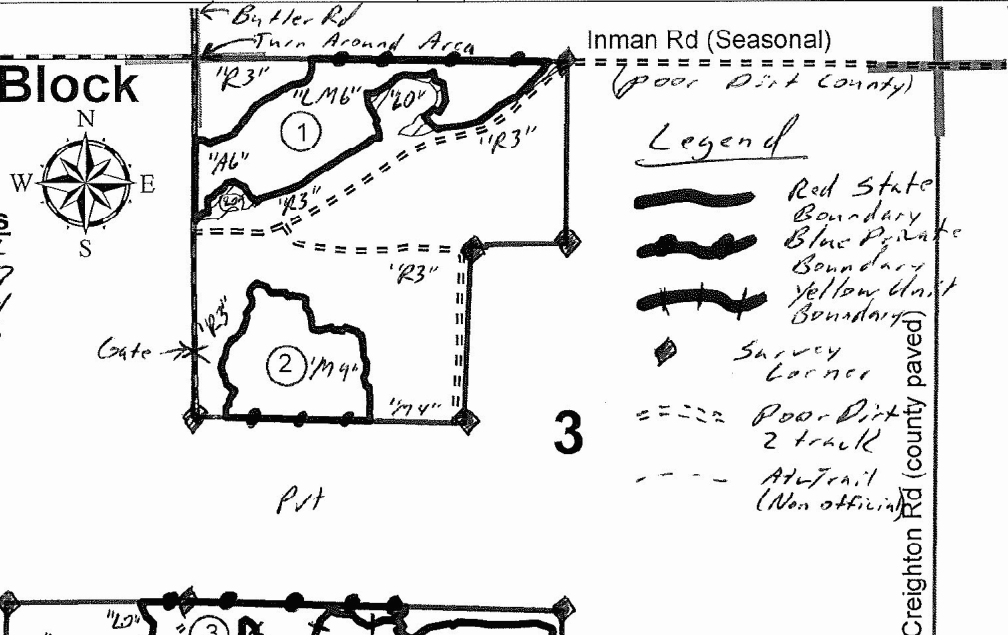 Butler Rd
Turn Around Area
Inman Rd (Seasonal)
(Poor Dirt County)
Block
"R3"
"LM6"
"LO"
1
"R3"
"A6"
"R3"
N
W E
S
s
"R3"
"R3"
Gate
2
"M4"
"M4"
3
Pvt
Legend
Red State
Boundary
Blue Private
Boundary
Yellow Unit
Boundary
Survey
Corner
Poor Dirt
2 track
Atv Trail
(Non official)
Creighton Rd (county paved)
"LO"
3